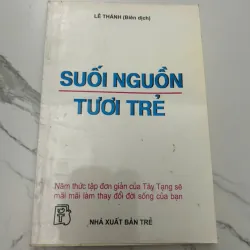 LÊ THÀNH (Biên dịch)
SUỐI NGUỒN
TƯƠI TRẺ
Năm thức tập đơn giản của Tây Tạng sẽ
mãi mãi làm thay đổi đời sống của bạn
NHÀ XUẤT BẢN TRẺ